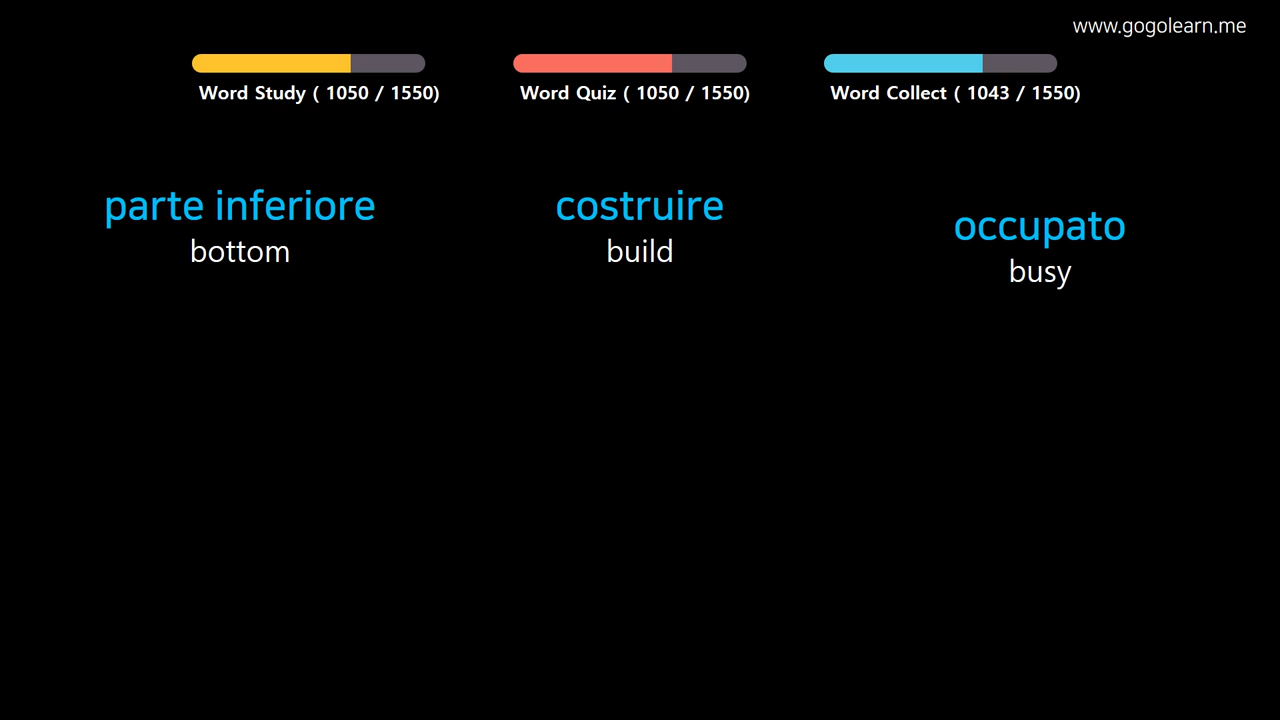 www.gogolearn.me
Word Study ( 1050 / 1550)
Word Quiz ( 1050 / 1550)
Word Collect ( 1043 / 1550)
parte inferiore
bottom
costruire
build
occupato
busy